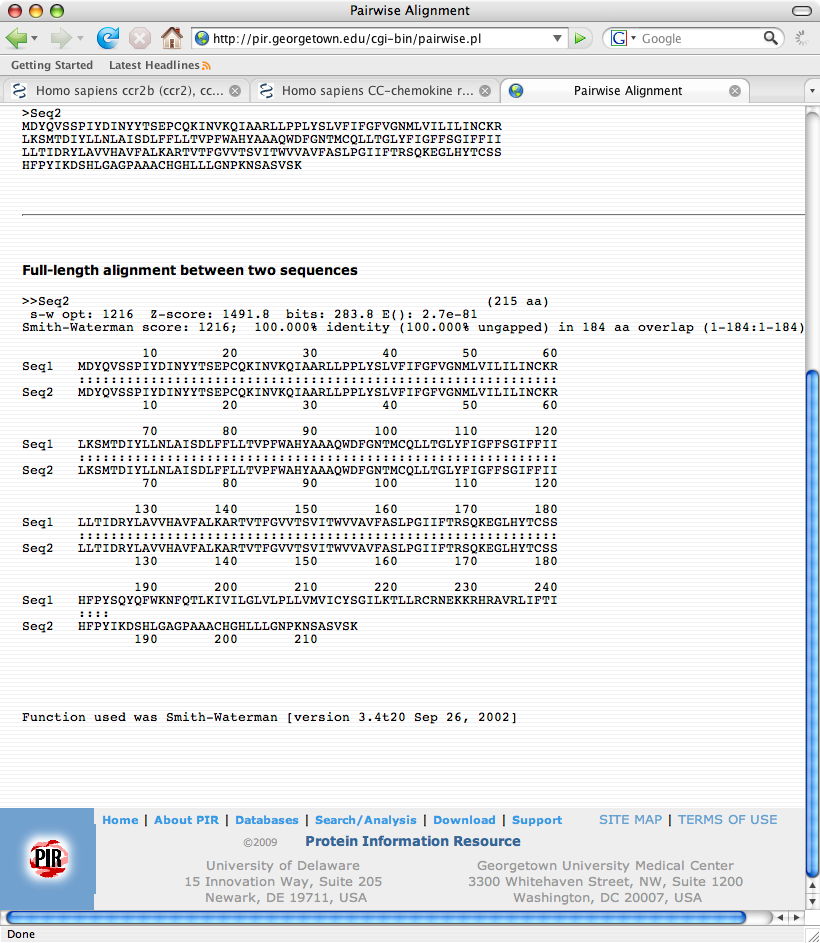 Pairwise Alignment
http://pir.georgetown.edu/cgi-bin/pairwise.pl
G
Google
Getting Started Latest Headlines
Homo sapiens ccr2b (ccr2), cc...
Homo sapiens CC-chemokine r...
Pairwise Alignment
>Seq2
MDYQVSSPIYDINYYTSEPCQKINVKQIAARLLPPLYSLVFIFGFVGNMLVILILINCKR
LKSMTDIYLLNLAISDLFFLLTVPFWAHYAAAQWDFGNTMCQLLTGLYFIGFFSGIFFII
LLTIDRYLAVVHAVFALKARTVTFGVVTSVITWVVAVFASLPGIIFTRSQKEGLHYTCSS
HFPYIKDSHLGAGPAAACHGHLLLGNPKNSASVSK
Full-length alignment between two sequences
>>Seq2 (215 aa)
s-w opt: 1216 Z-score: 1491.8 bits: 283.8 E(): 2.7e-81
Smith-Waterman score: 1216; 100.000% identity (100.000% ungapped) in 184 aa overlap (1-184:1-184)
10 20 30 40 50 60
Seq1 MDYQVSSPIYDINYYTSEPCQKINVKQIAARLLPPLYSLVFIFGFVGNMLVILILINCKR
::::::::::::::::::::::::::::::::::::::::::::::::::::::::::::
Seq2 MDYQVSSPIYDINYYTSEPCQKINVKQIAARLLPPLYSLVFIFGFVGNMLVILILINCKR
10 20 30 40 50 60
70 80 90 100 110 120
Seq1 LKSMTDIYLLNLAISDLFFLLTVPFWAHYAAAQWDFGNTMCQLLTGLYFIGFFSGIFFII
::::::::::::::::::::::::::::::::::::::::::::::::::::::::::::
Seq2 LKSMTDIYLLNLAISDLFFLLTVPFWAHYAAAQWDFGNTMCQLLTGLYFIGFFSGIFFII
70 80 90 100 110 120
130 140 150 160 170 180
Seq1 LLTIDRYLAVVHAVFALKARTVTFGVVTSVITWVVAVFASLPGIIFTRSQKEGLHYTCSS
::::::::::::::::::::::::::::::::::::::::::::::::::::::::::::
Seq2 LLTIDRYLAVVHAVFALKARTVTFGVVTSVITWVVAVFASLPGIIFTRSQKEGLHYTCSS
130 140 150 160 170 180
190 200 210 220 230 240
Seq1 HFPYSQYQFWKNFQTLKIVILGLVLPLLVMVICYSGILKTLLRCRNEKKRHRAVRLIFTI
::::
Seq2 HFPYIKDSHLGAGPAAACHGHLLLGNPKNSASVSK
190 200 210
Function used was Smith-Waterman [version 3.4t20 Sep 26, 2002]
PIR
Home | About PIR | Databases | Search/Analysis | Download | Support SITE MAP | TERMS OF USE
©2009 Protein Information Resource
University of Delaware
15 Innovation Way, Suite 205
Newark, DE 19711, USA
Georgetown University Medical Center
3300 Whitehaven Street, NW, Suite 1200
Washington, DC 20007, USA
Done